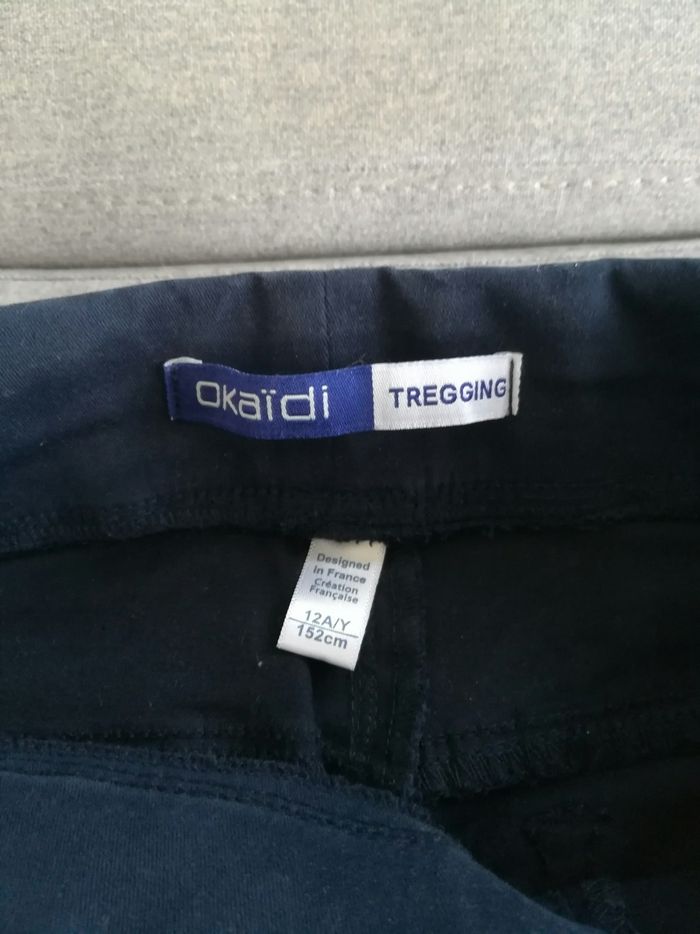 Okaïdi TREGGING
Designed
in France
Création
Française
12A/Y
152cm